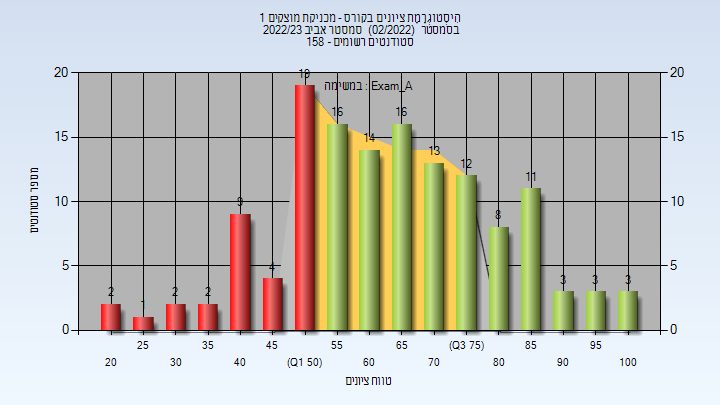 היסטוגרמת ציונים בקורס - מכניקת מוצקים 1
בסמסטר (02/2022) סמסטר אביב 2022/23
סטודנטים רשומים - 158
במשימה : Exam_A
מספר סטודנטים
20 15 10 5 0
20 15 10 5 0
2 1 2 2 9 4 19 16 14 16 13 12 8 11 3 3 3
25 35 45 55 65 (Q3 75) 85 95
20 30 40 (Q1 50) 60 70 80 90 100
טווח ציונים